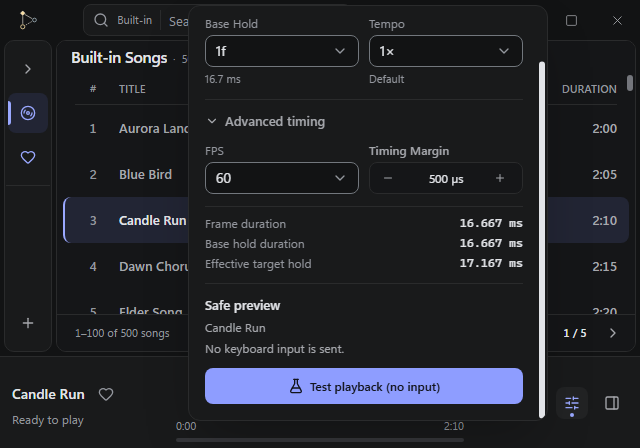 Built-in
Base Hold
Tempo
1f
1×
16.7 ms
Default
Advanced timing
FPS
Timing Margin
60
− 500 µs +
Frame duration 16.667 ms
Base hold duration 16.667 ms
Effective target hold 17.167 ms
Safe preview
Candle Run
No keyboard input is sent.
Test playback (no input)
Built-in Songs ·
# TITLE DURATION
1 2:00
2 Blue Bird 2:05
3 Candle Run 2:10
4 Dawn 2:15
5 Elder Song 2:20
1–100 of 500 songs
1 / 5
Candle Run
Ready to play
0:00 2:10